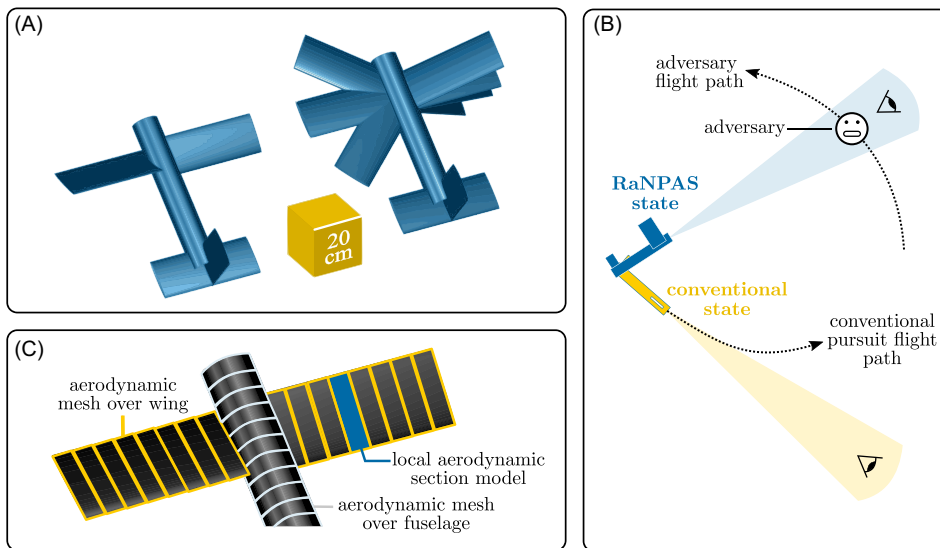 (A)
20
cm
(B)
adversary
flight path
adversary
RaNPAS
state
conventional
state
conventional
pursuit flight
path
(C)
aerodynamic
mesh over wing
local aerodynamic
section model
aerodynamic mesh
over fuselage